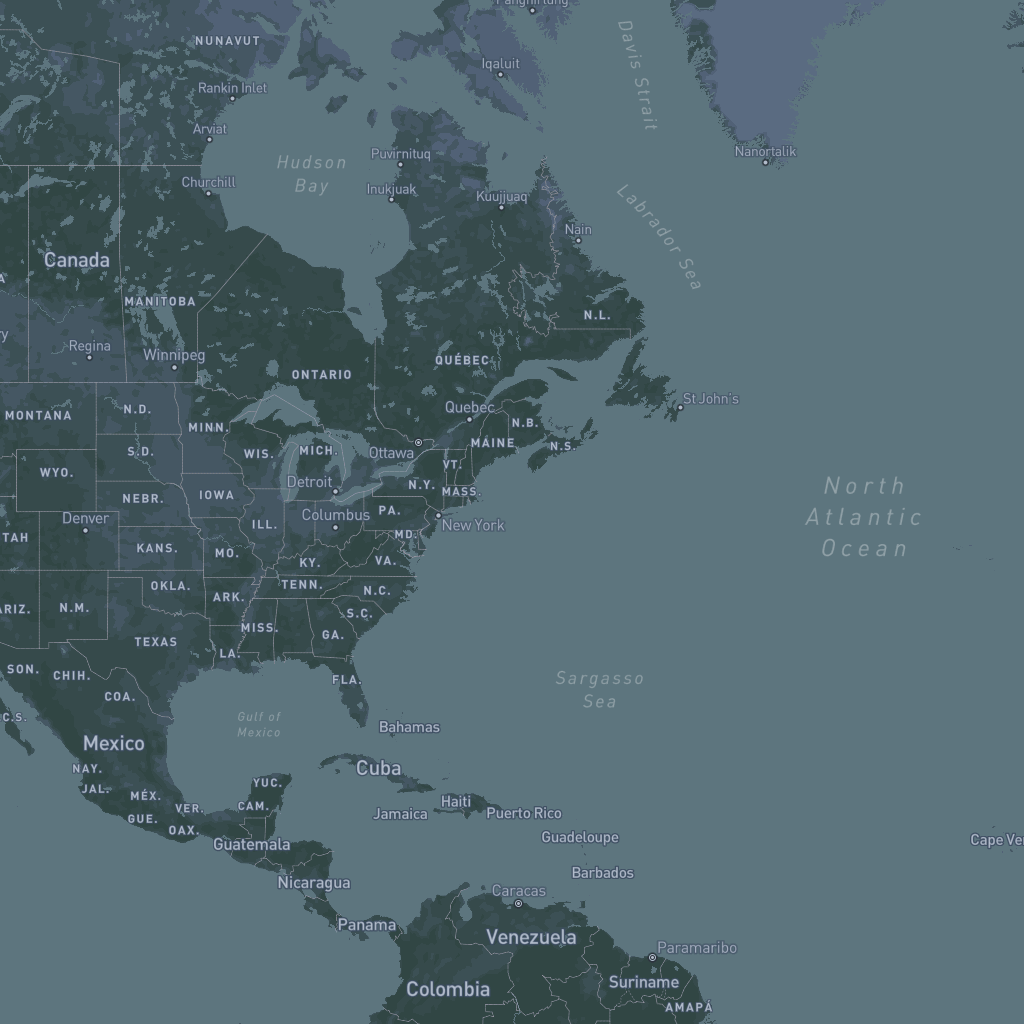 Pangnirtung
NUNAVUT
Iqaluit
Davis Strait
Rankin Inlet
Arviat
Hudson
Bay
Puvirnituq
Nanortalik
Churchill
Inukjuak
Kuujjuaq
Labrador Sea
Nain
Canada
MANITOBA
N.L.
Regina
Winnipeg
QUÉBEC
ONTARIO
St John's
MONTANA
N.D.
Quebec
MINN.
N.B.
MAINE
N.S.
S.D.
WIS.
MICH.
Ottawa
VT.
WYO.
Detroit
N.Y.
MASS.
North
Atlantic
Ocean
NEBR.
IOWA
PA.
Denver
ILL.
Columbus
New York
TAH
MD.
KANS.
MO.
KY.
VA.
OKLA.
TENN.
N.C.
ARIZ.
N.M.
ARK.
S.C.
TEXAS
MISS.
GA.
LA.
SON.
CHIH.
FLA.
Sargasso
Sea
COA.
C.S.
Gulf of
Mexico
Bahamas
Mexico
NAY.
Cuba
JAL.
MÉX.
YUC.
VER.
CAM.
Haiti
GUE.
OAX.
Jamaica
Puerto Rico
Guatemala
Guadeloupe
Cape Ver
Nicaragua
Barbados
Caracas
Panama
Venezuela
Paramaribo
Colombia
Suriname
AMAPÁ